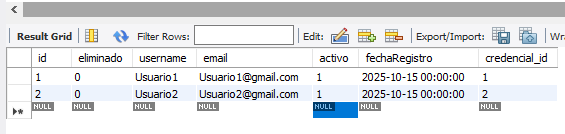 Result Grid Filter Rows: Edit: Export/Import:
id eliminado username email activo fechaRegistro credencial_id
1 0 Usuario1 Usuario1@gmail.com 1 2025-10-15 00:00:00 1
2 0 Usuario2 Usuario2@gmail.com 1 2025-10-15 00:00:00 2
NULL NULL NULL NULL NULL NULL NULL